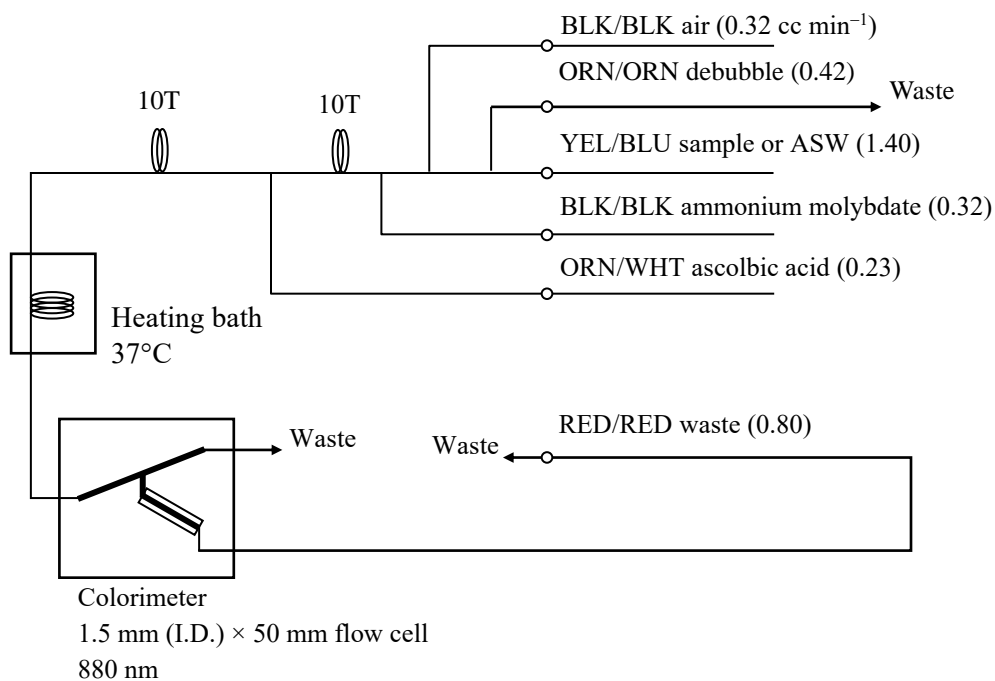 BLK/BLK air (0.32 cc min⁻¹)
ORN/ORN debubble (0.42)
Waste
10T
10T
YEL/BLU sample or ASW (1.40)
BLK/BLK ammonium molybdate (0.32)
ORN/WHT ascolbic acid (0.23)
Heating bath
37°C
RED/RED waste (0.80)
Waste
Waste
Colorimeter
1.5 mm (I.D.) × 50 mm flow cell
880 nm